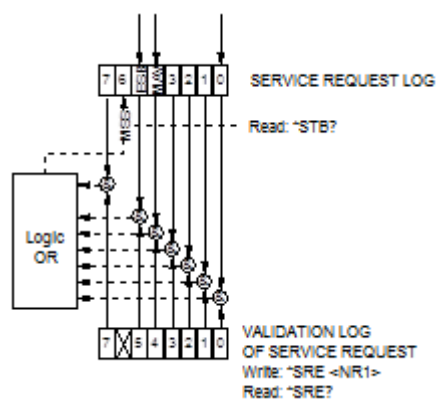 7 6 ESB MAV 3 2 1 0
SERVICE REQUEST LOG
MSS
Read: *STB?
&
&
&
Logic
OR
&
&
&
&
7 X 5 4 3 2 1 0
VALIDATION LOG
OF SERVICE REQUEST
Write: *SRE <NR1>
Read: *SRE?